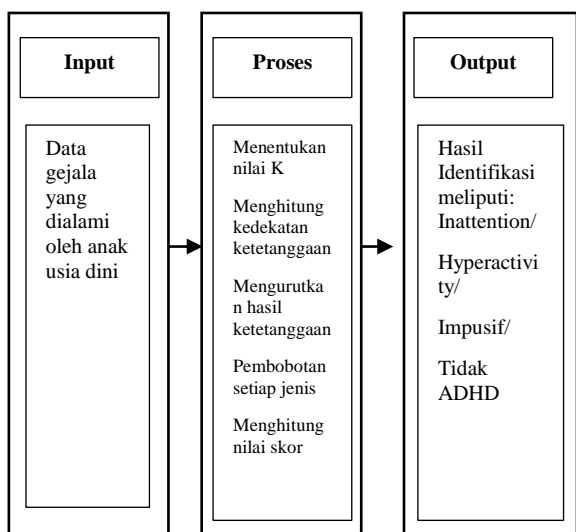 Input
Data
gejala
yang
dialami
oleh anak
usia dini
Proses
Menentukan
nilai K
Menghitung
kedekatan
ketetanggaan
Mengurutka
n hasil
ketetanggaan
Pembobotan
setiap jenis
Menghitung
nilai skor
Output
Hasil
Identifikasi
meliputi:
Inattention/
Hyperactivi
ty/
Impusif/
Tidak
ADHD